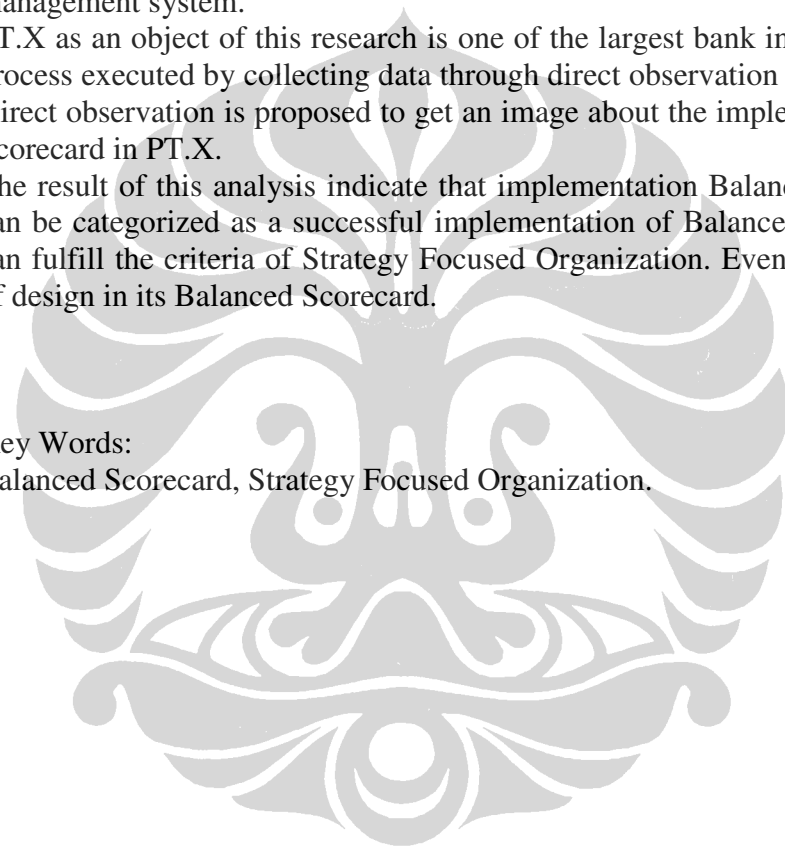 anagement system.
T.X as an object of this research is one of the largest bank in
rocess executed by collecting data through direct observation
irect observation is proposed to get an image about the imple
corecard in PT.X.
he result of this analysis indicate that implementation Balanc
an be categorized as a successful implementation of Balance
an fulfill the criteria of Strategy Focused Organization. Even
f design in its Balanced Scorecard.
ey Words:
alanced Scorecard, Strategy Focused Organization.